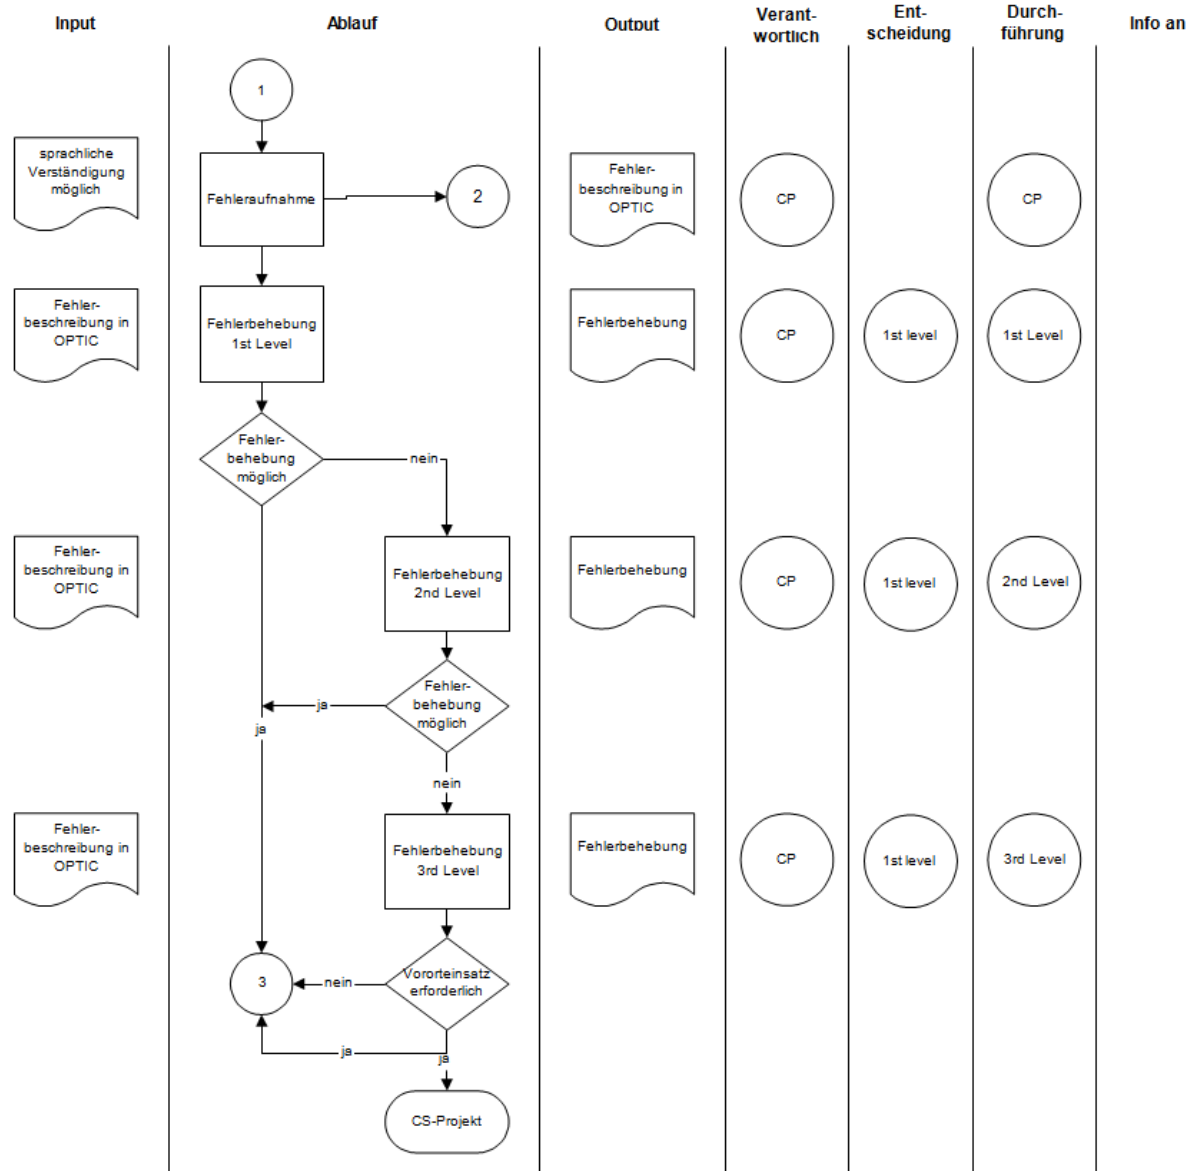 Input
Ablauf
Output
Verant-
wortlich
Ent-
scheidung
Durch-
führung
Info an
1
sprachliche
Verständigung
möglich
Fehleraufnahme
2
Fehler-
beschreibung in
OPTIC
CP
CP
Fehler-
beschreibung in
OPTIC
Fehlerbehebung
1st Level
Fehlerbehebung
CP
1st level
1st Level
Fehler-
behebung
möglich
nein
Fehler-
beschreibung in
OPTIC
Fehlerbehebung
2nd Level
Fehlerbehebung
CP
1st level
2nd Level
Fehler-
behebung
möglich
ja
ja
nein
Fehler-
beschreibung in
OPTIC
Fehlerbehebung
3rd Level
Fehlerbehebung
CP
1st level
3rd Level
3
nein
Vororteinsatz
erforderlich
ja
ja
CS-Projekt